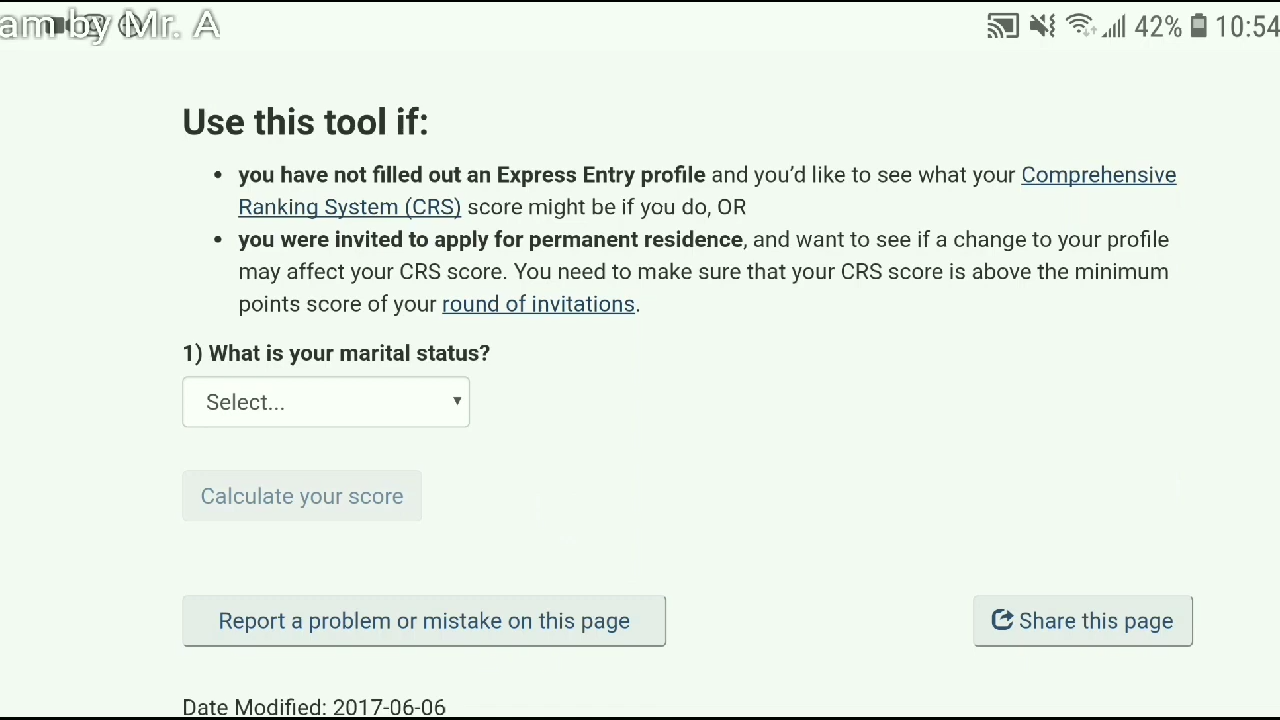 am by Mr. A
42% 10:54
Use this tool if:
• you have not filled out an Express Entry profile and you’d like to see what your Comprehensive
Ranking System (CRS) score might be if you do, OR
• you were invited to apply for permanent residence, and want to see if a change to your profile
may affect your CRS score. You need to make sure that your CRS score is above the minimum
points score of your round of invitations.
1) What is your marital status?
Select...
Calculate your score
Report a problem or mistake on this page
Share this page
Date Modified: 2017-06-06